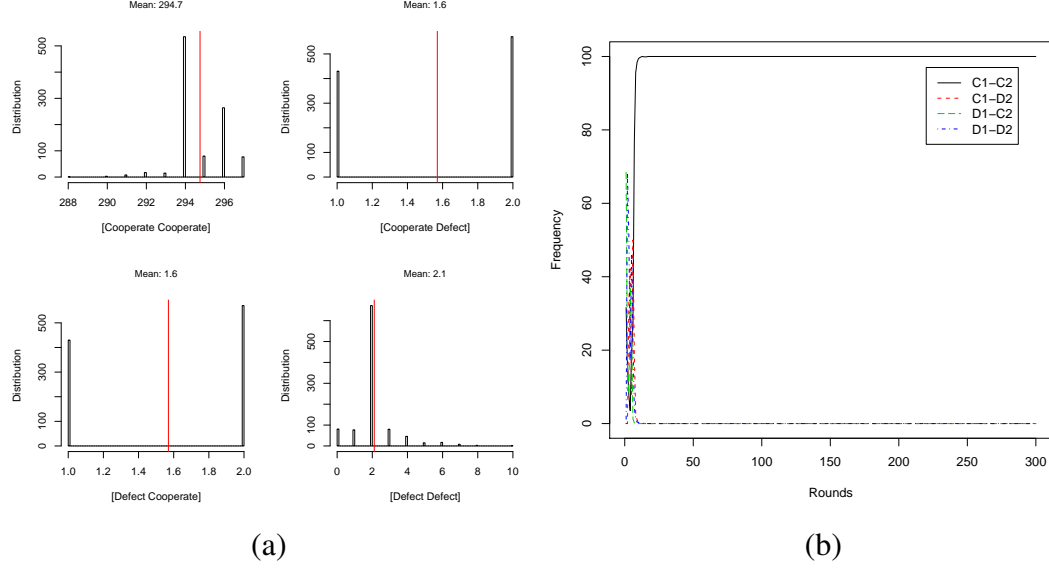 Mean: 294.7
Distribution
0 100 300 500
288 290 292 294 296
[Cooperate Cooperate]
Mean: 1.6
Distribution
0 100 300 500
1.0 1.2 1.4 1.6 1.8 2.0
[Cooperate Defect]
Mean: 1.6
Distribution
0 100 300 500
1.0 1.2 1.4 1.6 1.8 2.0
[Defect Cooperate]
Mean: 2.1
Distribution
0 100 300 500
0 2 4 6 8 10
[Defect Defect]
(a)
Frequency
0 20 40 60 80 100
C1−C2
C1−D2
D1−C2
D1−D2
0 50 100 150 200 250 300
Rounds
(b)